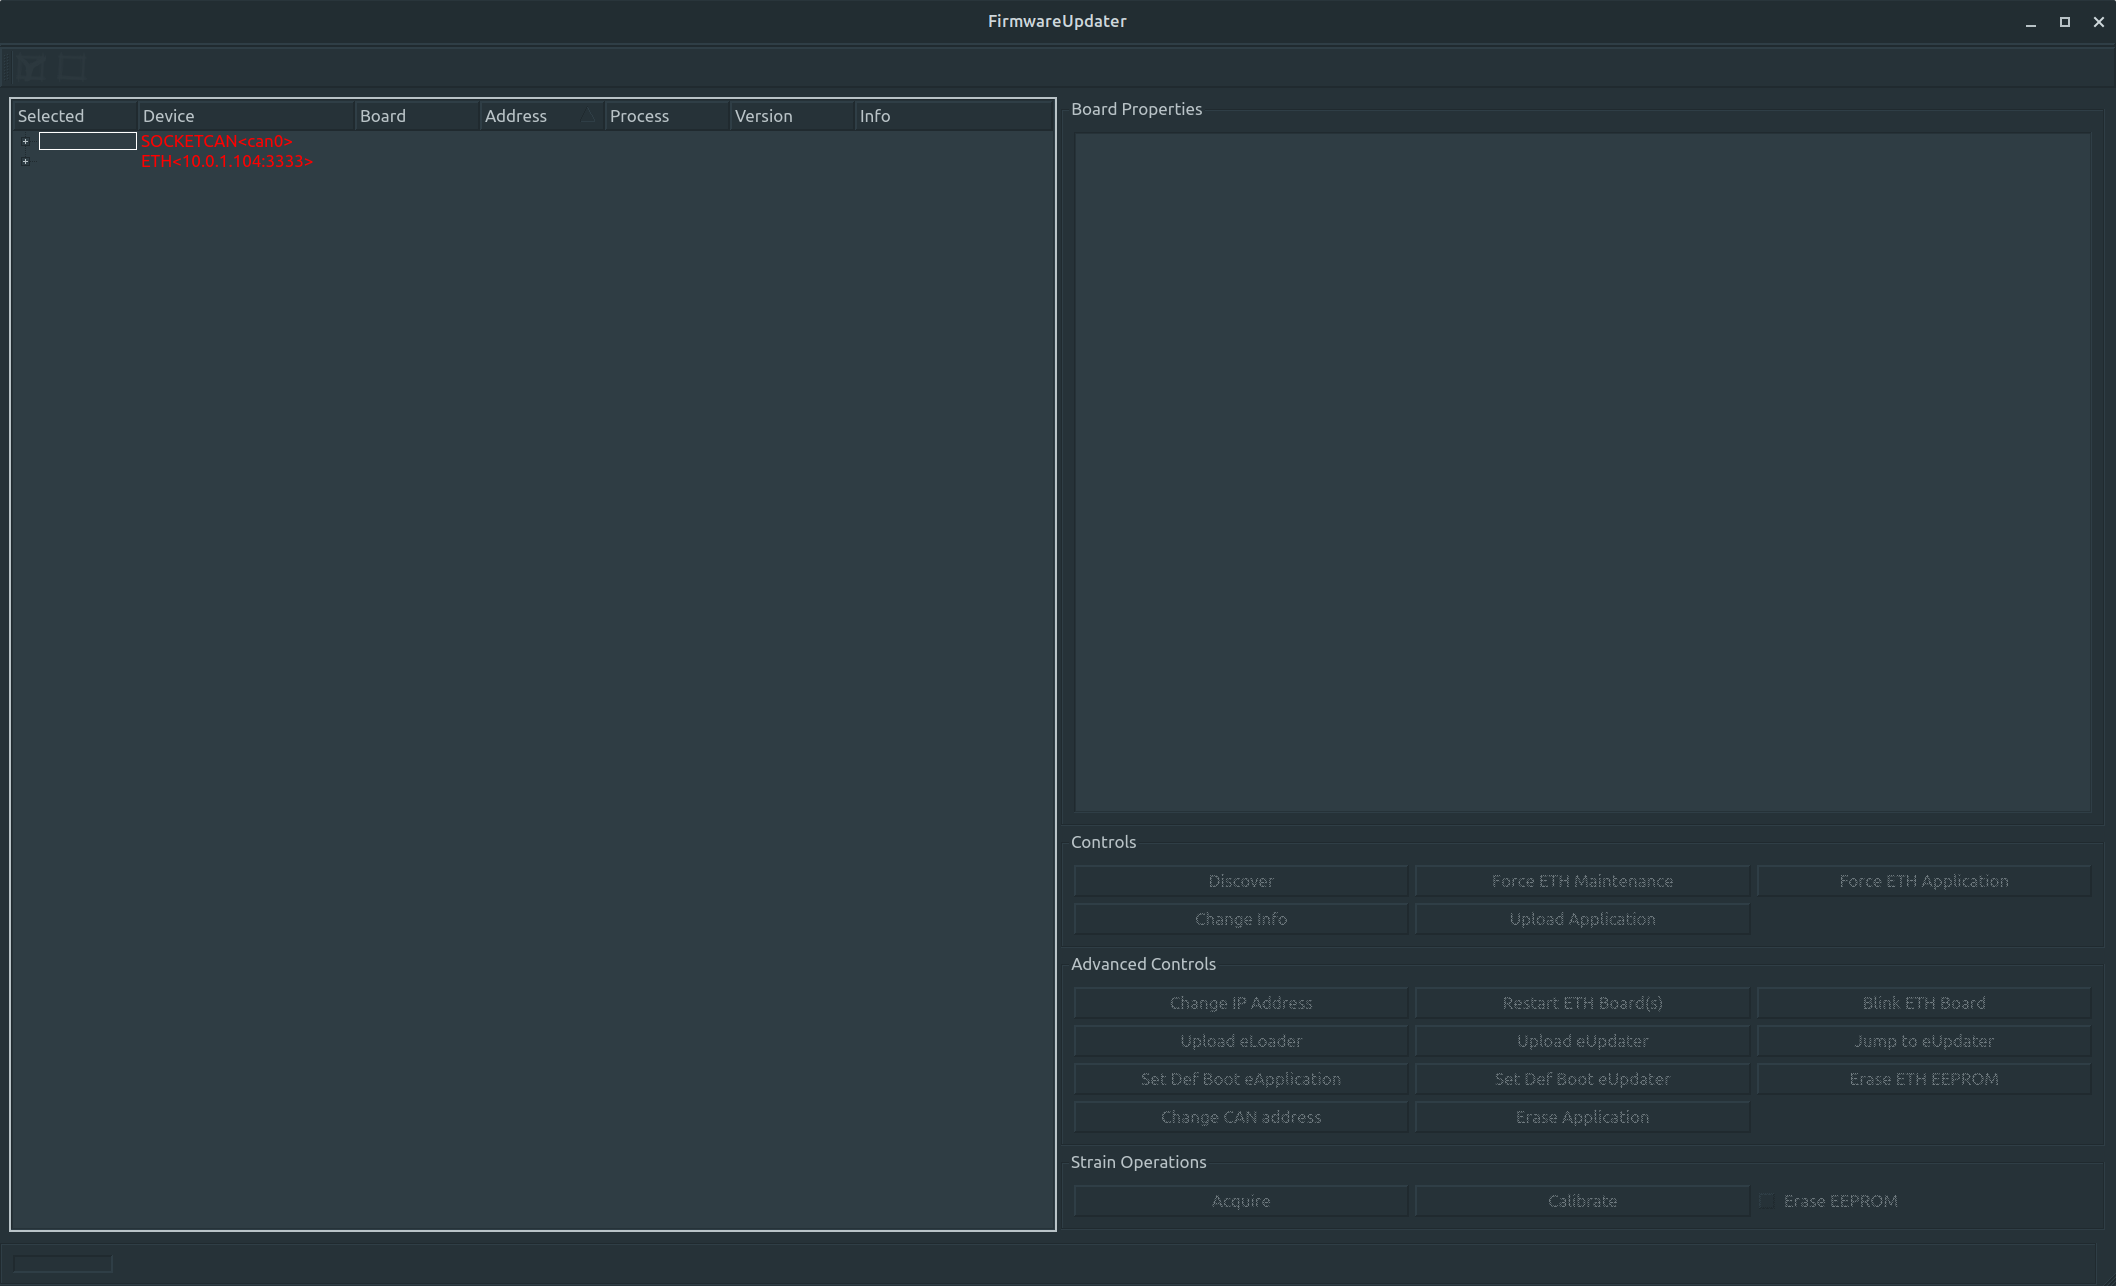 FirmwareUpdater
Selected Device Board Address Process Version Info
SOCKETCAN<can0>
ETH<10.0.1.104:3333>
Board Properties
Controls
Discover Force ETH Maintenance Force ETH Application
Change Info Upload Application
Advanced Controls
Change IP Address Restart ETH Board(s) Blink ETH Board
Upload eLoader Upload eUpdater Jump to eUpdater
Set Def Boot eApplication Set Def Boot eUpdater Erase ETH EEPROM
Change CAN address Erase Application
Strain Operations
Acquire Calibrate Erase EEPROM